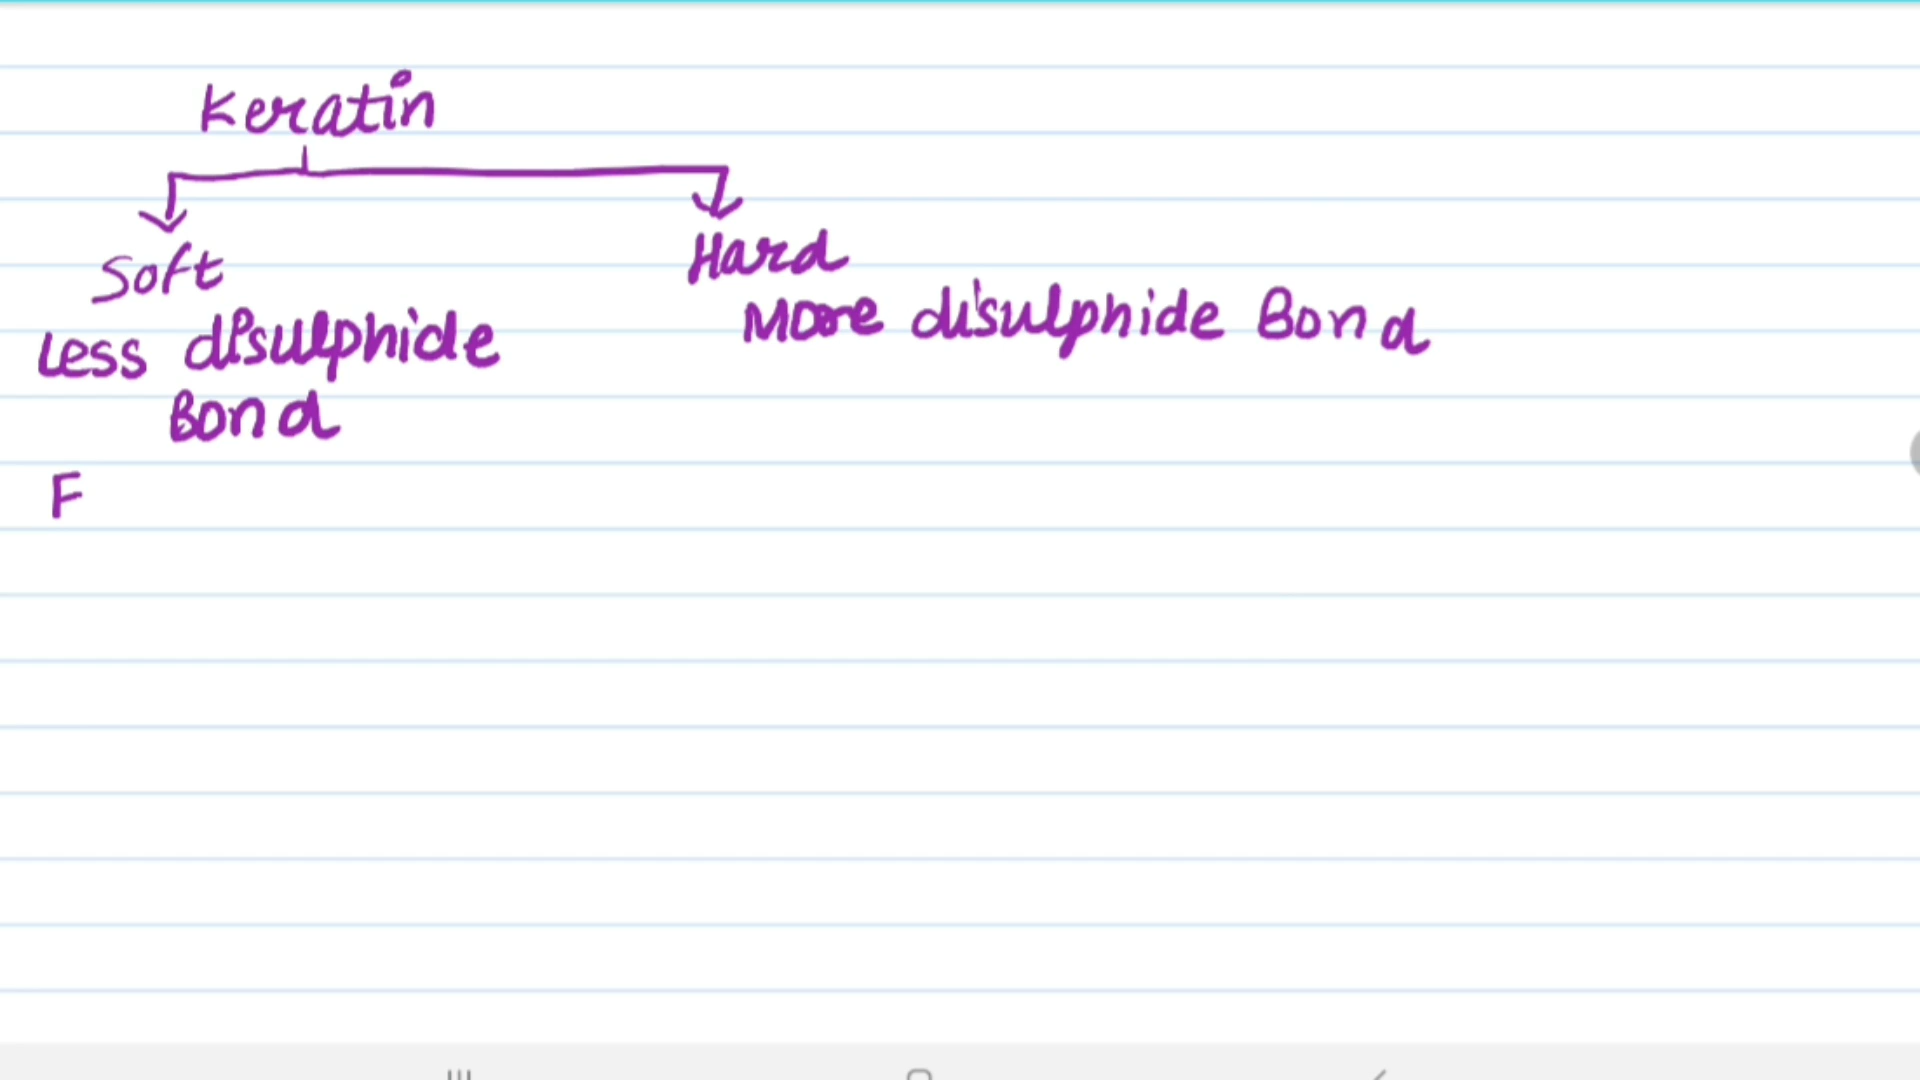 Keratin
Soft
Hard
Less disulphide
Bond
More disulphide Bond
F